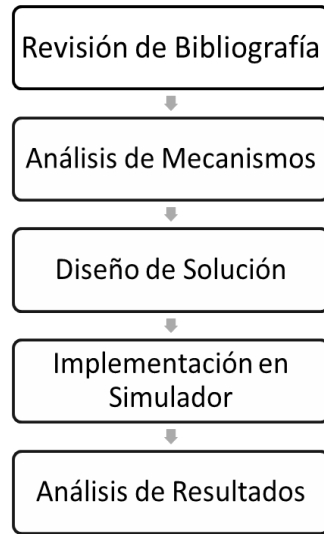 Revisión de Bibliografía
Análisis de Mecanismos
Diseño de Solución
Implementación en
Simulador
Análisis de Resultados